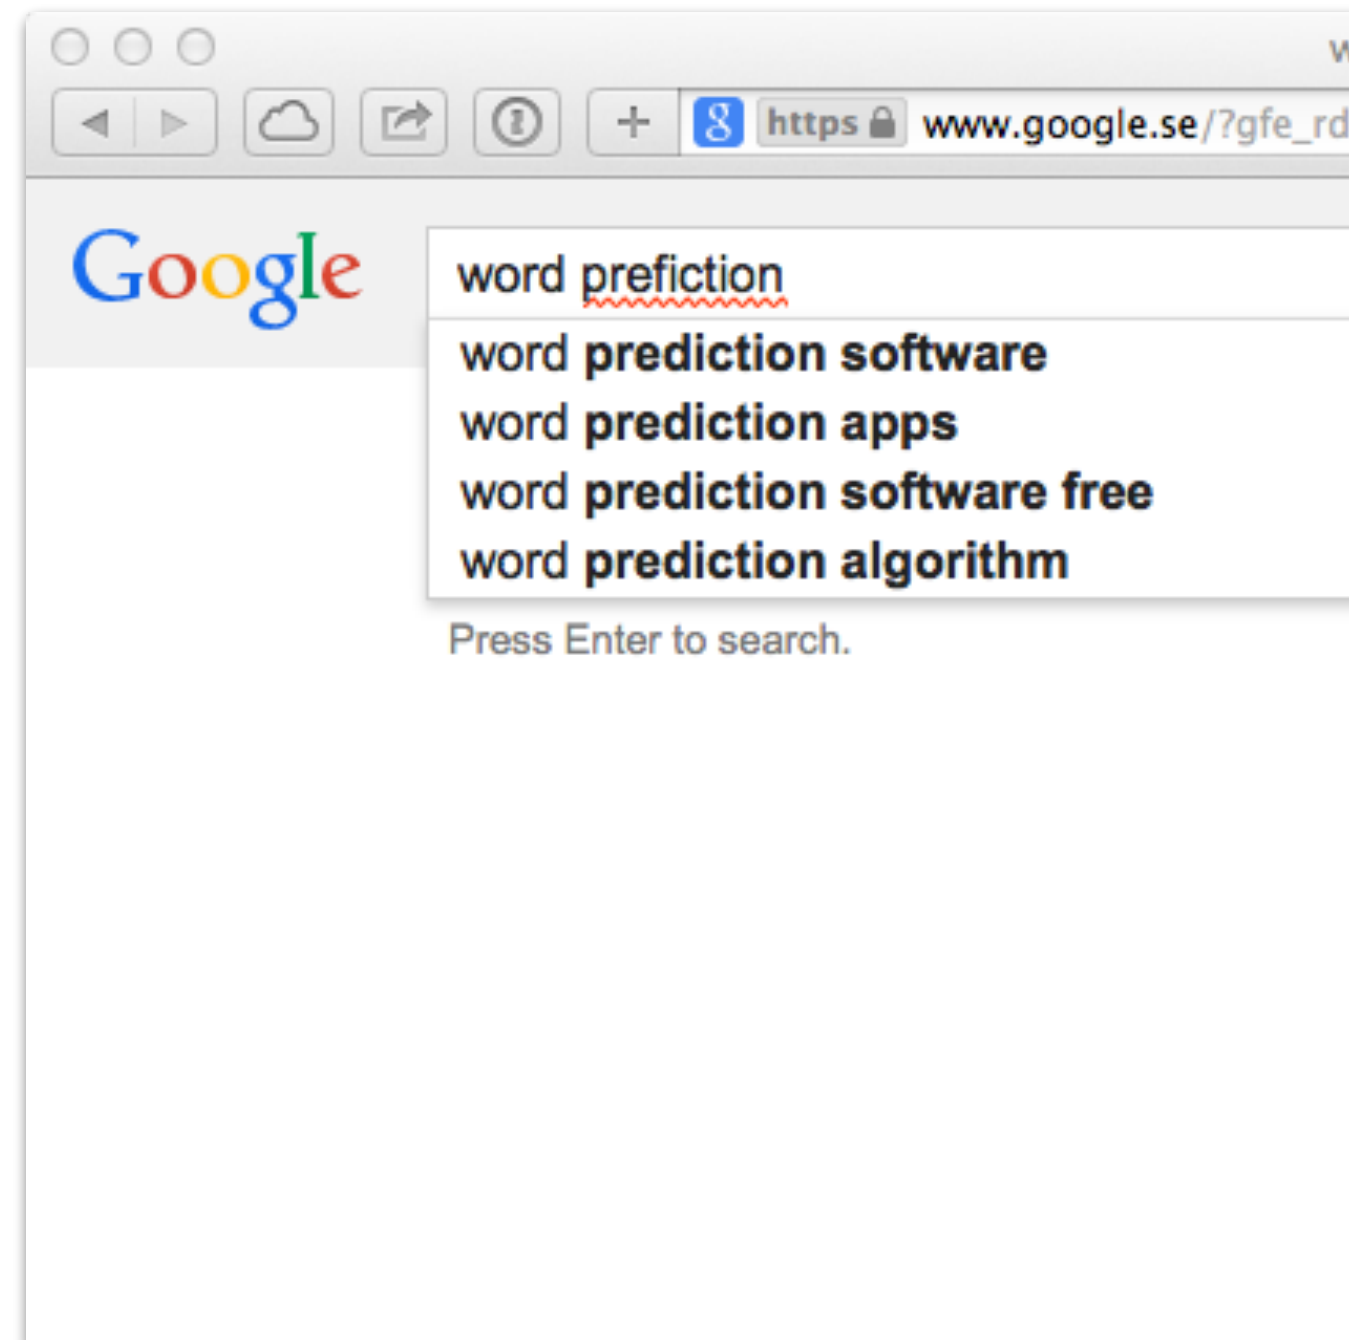 https www.google.se/?gfe_rd
Google
word prefiction
word prediction software
word prediction apps
word prediction software free
word prediction algorithm
Press Enter to search.